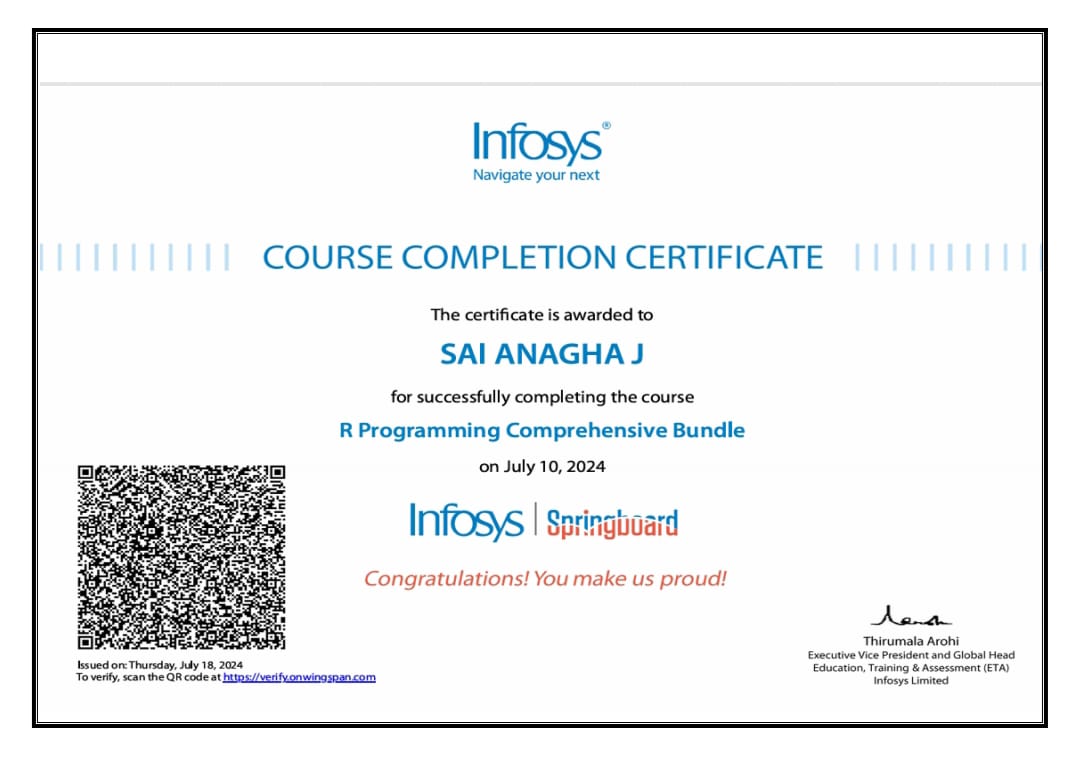 Infosys®
Navigate your next
COURSE COMPLETION CERTIFICATE
The certificate is awarded to
SAI ANAGHA J
for successfully completing the course
R Programming Comprehensive Bundle
on July 10, 2024
Infosys | Springboard
Congratulations! You make us proud!
Issued on: Thursday, July 18, 2024
To verify, scan the QR code at https://verify.onwingspan.com
Thirumala Arohi
Executive Vice President and Global Head
Education, Training & Assessment (ETA)
Infosys Limited